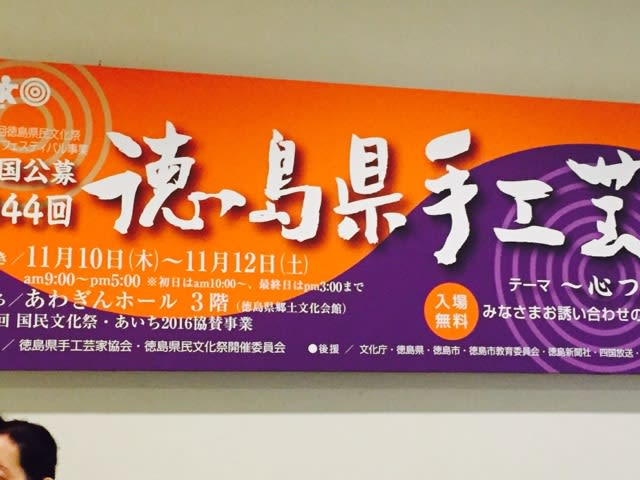 回徳島県民文化祭
フェスティバル事業
国公募
44回
徳島県手工芸
き／11月10日(木)～11月12日(土)
am9:00～pm5:00 ※初日はam10:00～、最終日はpm3:00まで
ろ／あわぎんホール 3階（徳島県郷土文化会館）
回 国民文化祭・あいち2016協賛事業
／ 徳島県手工芸家協会・徳島県民文化祭開催委員会
テーマ ～心つ
入場
無料
みなさまお誘い合わせの
●後援 ／ 文化庁・徳島県・徳島市・徳島市教育委員会・徳島新聞社・四国放送・